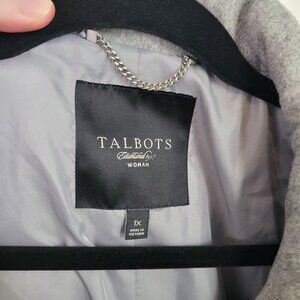 TALBOTS
Established 1947
WOMAN
1X
MADE IN
VIETNAM